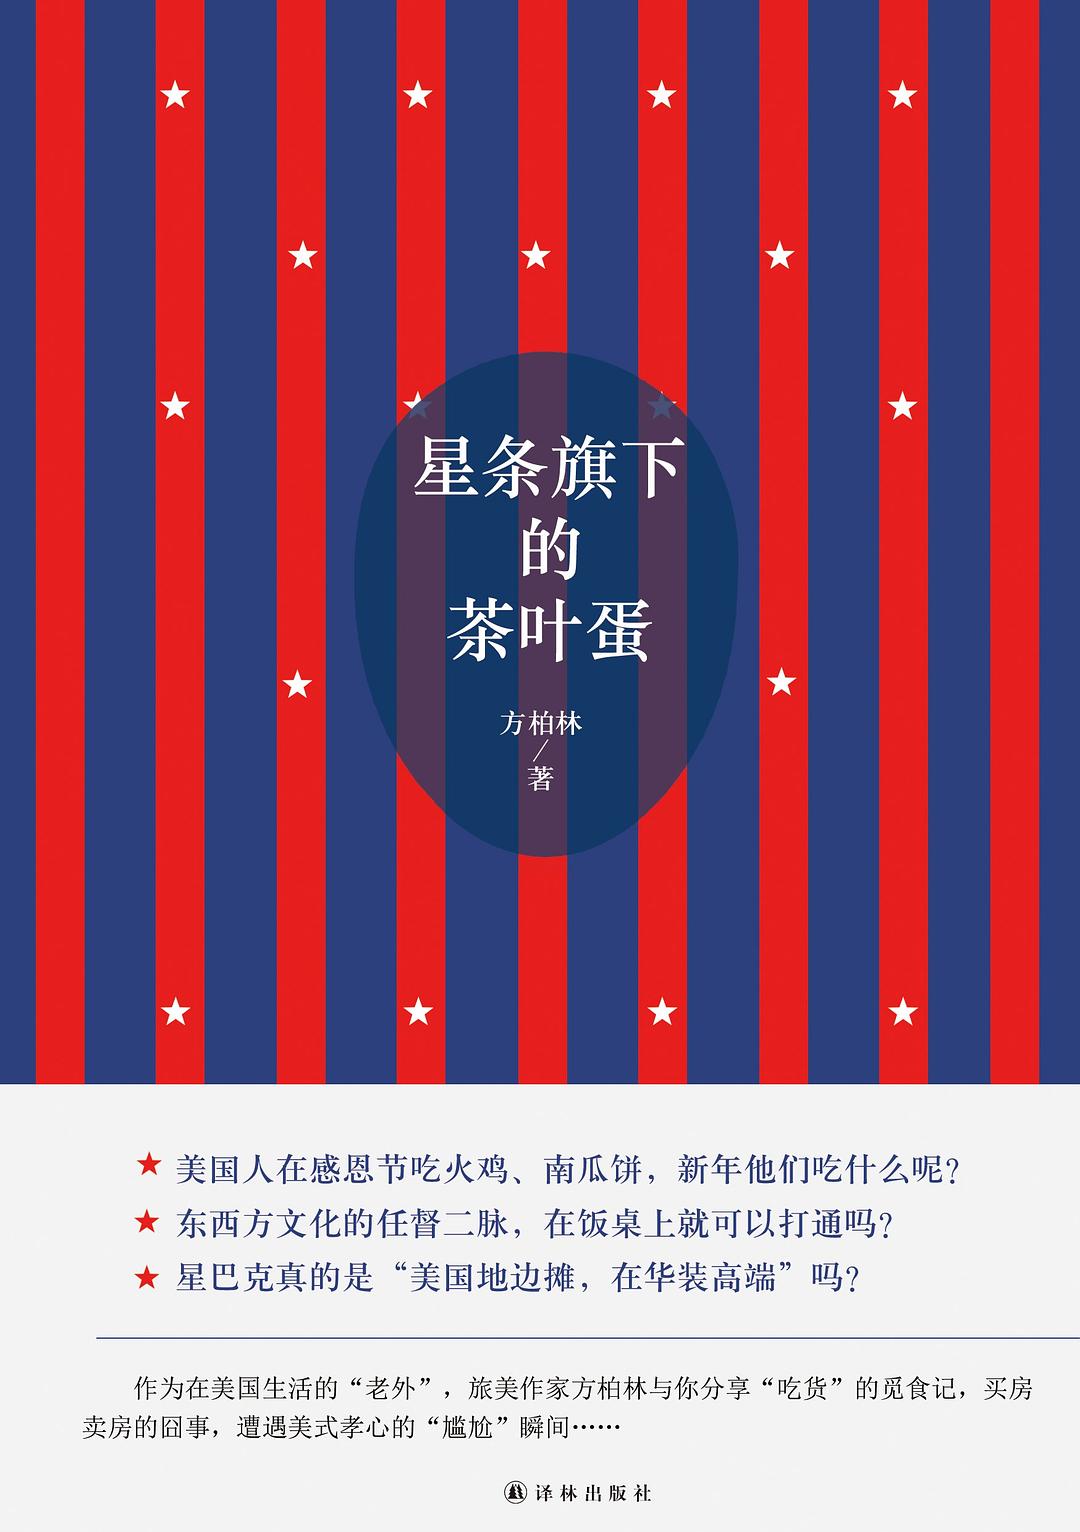 星条旗下
的
茶叶蛋
方柏林
/
著
美国人在感恩节吃火鸡、南瓜饼，新年他们吃什么呢？
东西方文化的任督二脉，在饭桌上就可以打通吗？
星巴克真的是“美国地边摊，在华装高端”吗？
作为在美国生活的“老外”，旅美作家方柏林与你分享“吃货”的觅食记，买房
卖房的囧事，遭遇美式孝心的“尴尬”瞬间……
译林出版社